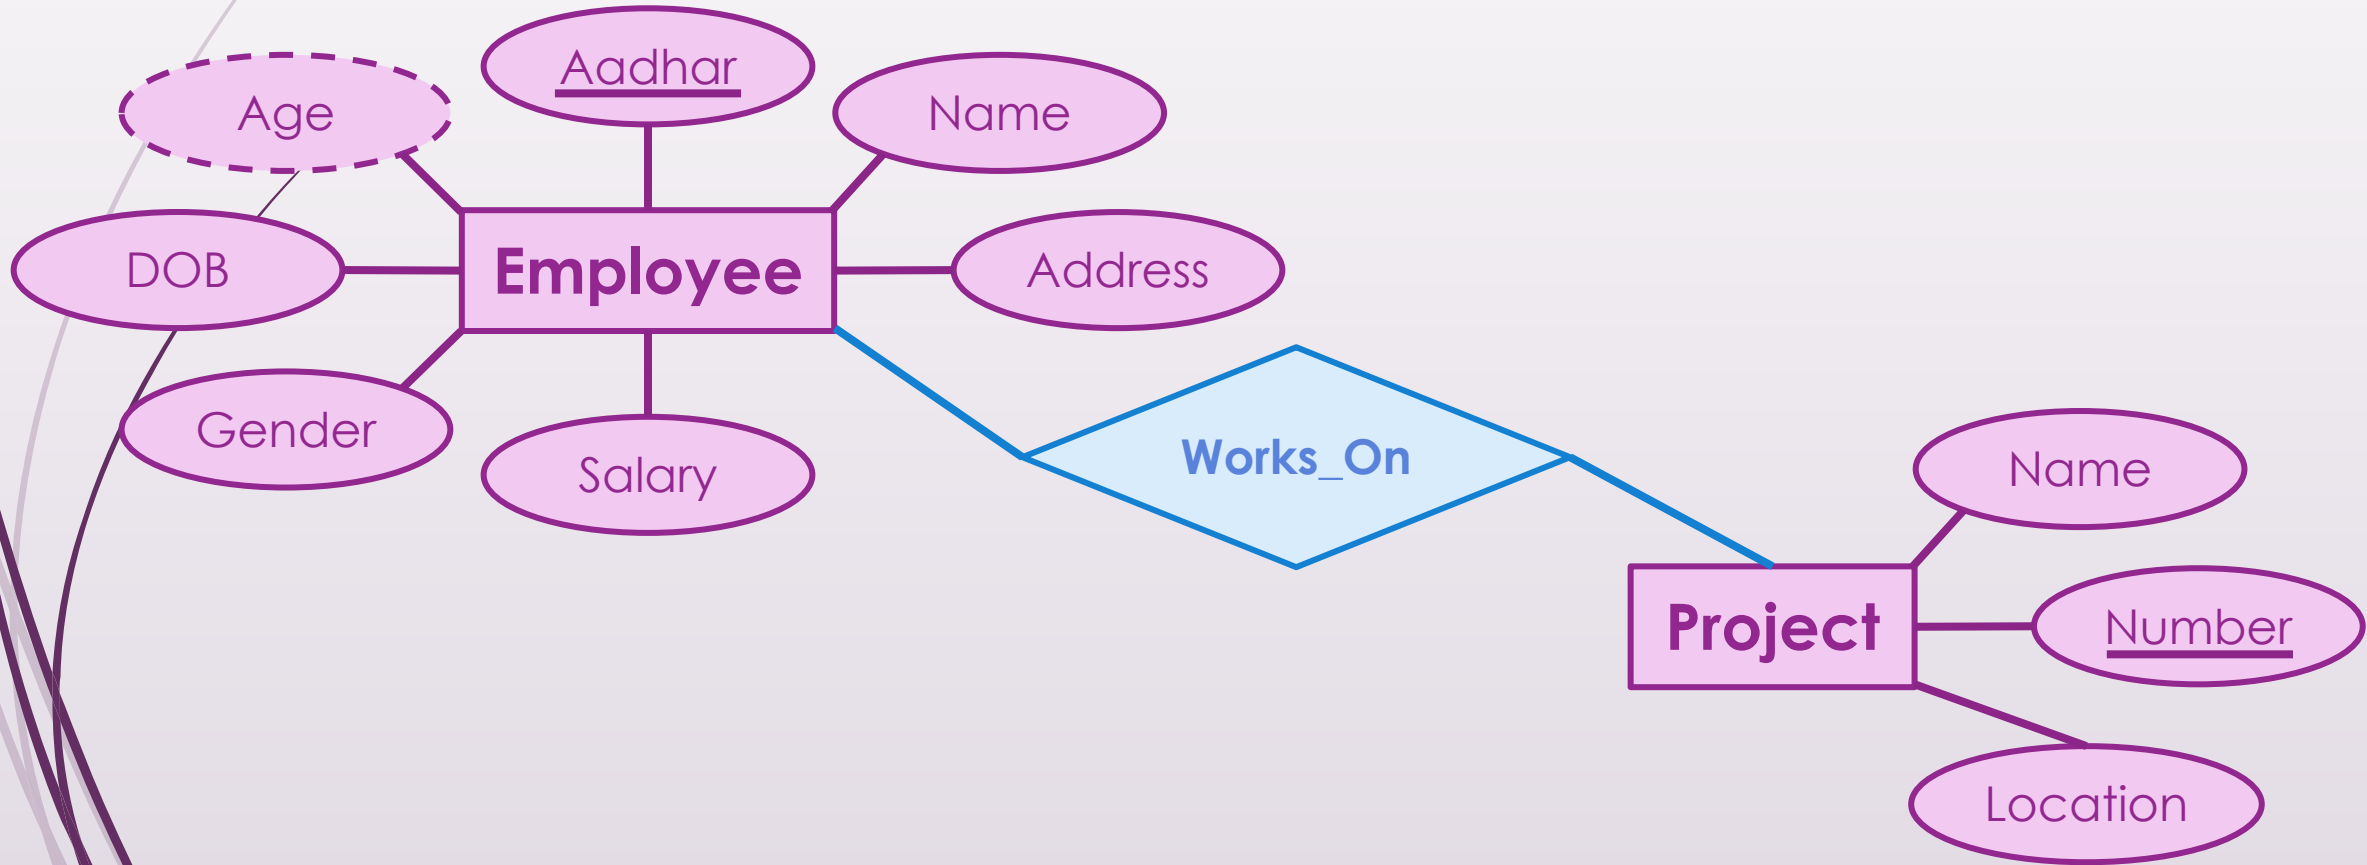 Aadhar
Age
Name
DOB
Employee
Address
Gender
Salary
Works_On
Name
Project
Number
Location